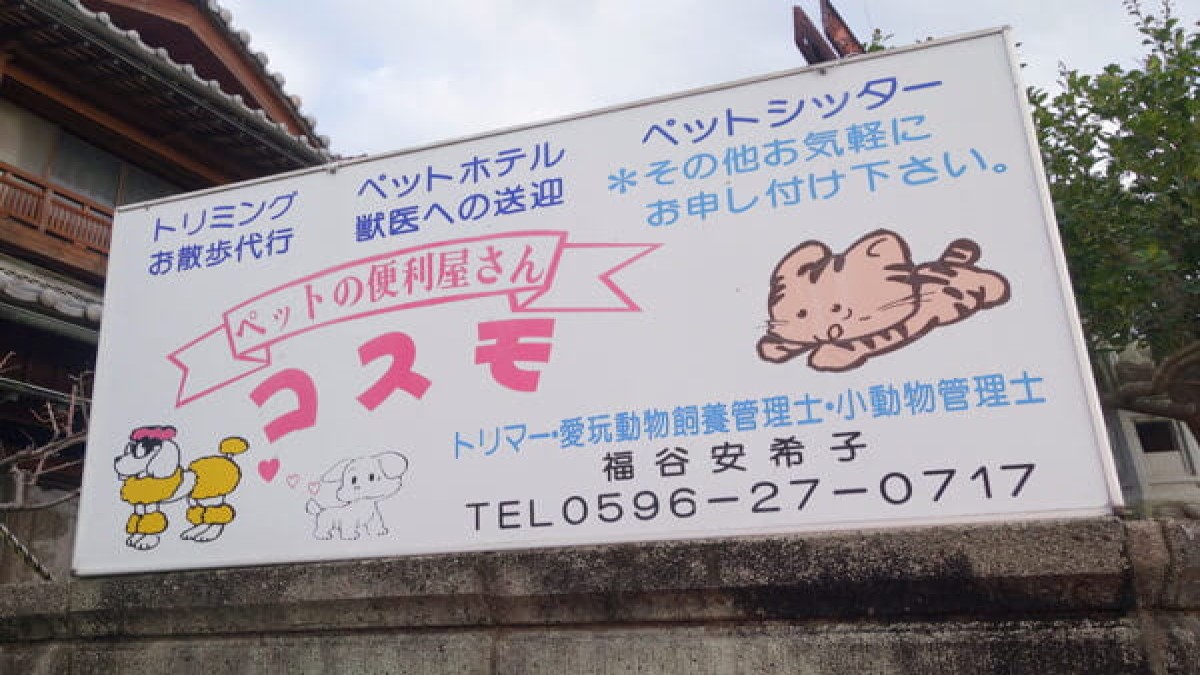 トリミング
お散歩代行
ペットホテル
獣医への送迎
ペットシッター
＊その他お気軽に
お申し付け下さい。
ペットの便利屋さん
コスモ
トリマー・愛玩動物飼養管理士・小動物管理士
福谷安希子
TEL0596-27-0717